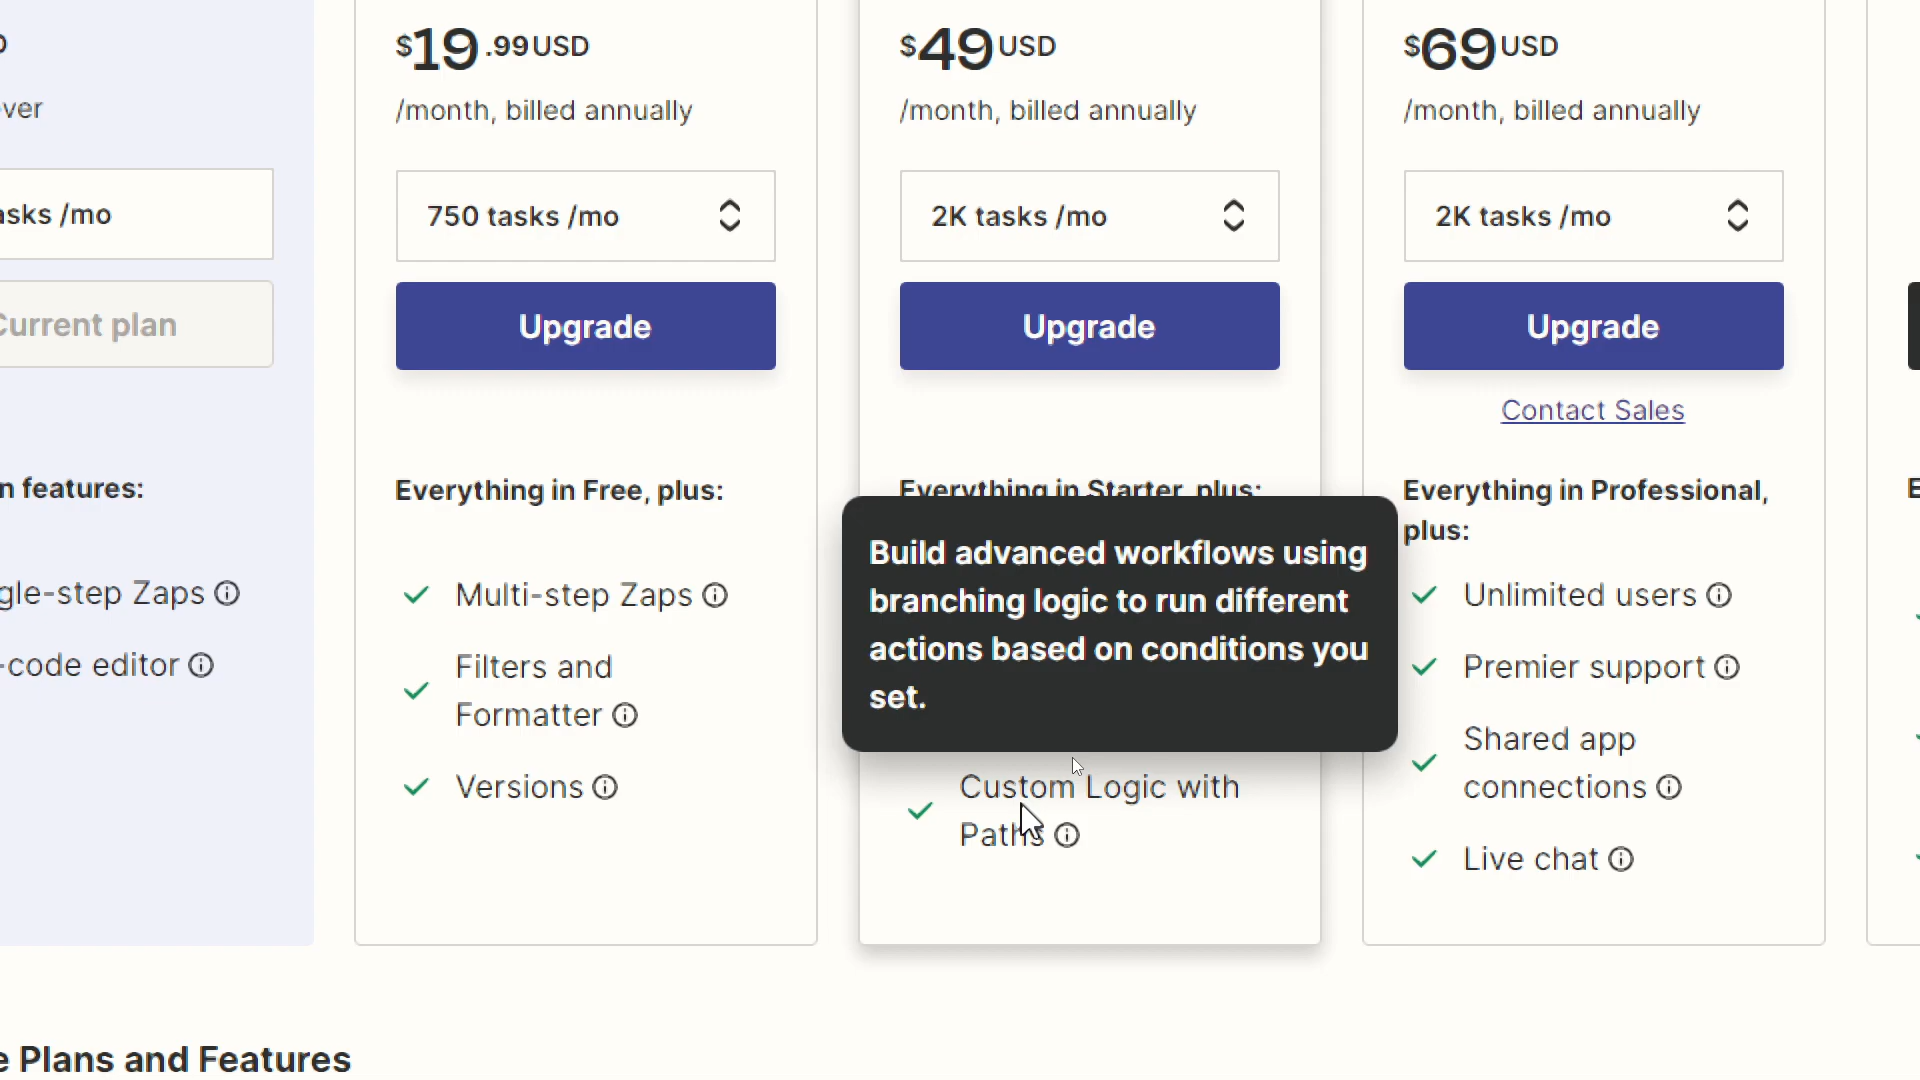 ver
asks /mo
Current plan
n features:
gle-step Zaps
-code editor
$19.99USD
/month, billed annually
750 tasks /mo
Upgrade
Everything in Free, plus:
Multi-step Zaps
Filters and
Formatter
Versions
$49USD
/month, billed annually
2K tasks /mo
Upgrade
Everything in Starter, plus:
Build advanced workflows using
branching logic to run different
actions based on conditions you
set.
Custom Logic with
Paths
$69USD
/month, billed annually
2K tasks /mo
Upgrade
Contact Sales
Everything in Professional,
plus:
Unlimited users
Premier support
Shared app
connections
Live chat
e Plans and Features